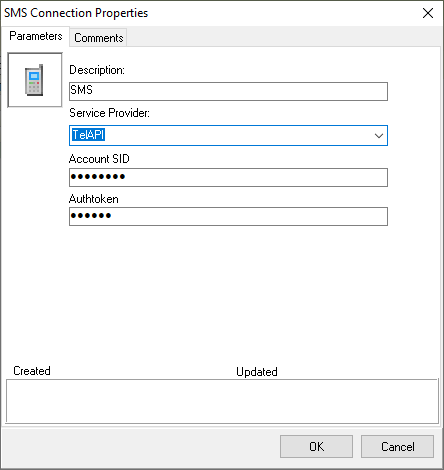 SMS Connection Properties
Parameters Comments
Description:
SMS
Service Provider:
TelAPI
Account SID
●●●●●●●●
Authtoken
●●●●●●
Created Updated
OK Cancel